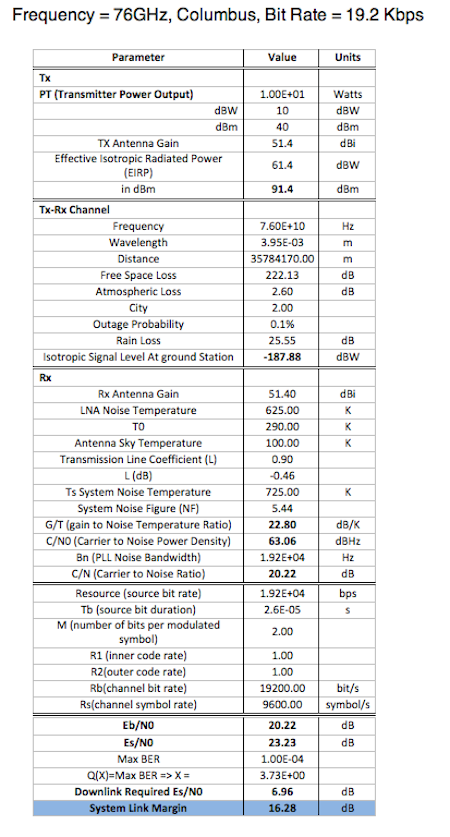 Frequency = 76GHz, Columbus, Bit Rate = 19.2 Kbps
Parameter Value Units
Tx
PT (Transmitter Power Output) 1.00E+01 Watts
dBW 10 dBW
dBm 40 dBm
TX Antenna Gain 51.4 dBi
Effective Isotropic Radiated Power
(EIRP) 61.4 dBW
in dBm 91.4 dBm
Tx-Rx Channel
Frequency 7.60E+10 Hz
Wavelength 3.95E-03 m
Distance 35784170.00 m
Free Space Loss 222.13 dB
Atmospheric Loss 2.60 dB
City 2.00
Outage Probability 0.1%
Rain Loss 25.55 dB
Isotropic Signal Level At ground Station -187.88 dBW
Rx
Rx Antenna Gain 51.40 dBi
LNA Noise Temperature 625.00 K
T0 290.00 K
Antenna Sky Temperature 100.00 K
Transmission Line Coefficient (L) 0.90
L (dB) -0.46
Ts System Noise Temperature 725.00 K
System Noise Figure (NF) 5.44
G/T (gain to Noise Temperature Ratio) 22.80 dB/K
C/N0 (Carrier to Noise Power Density) 63.06 dBHz
Bn (PLL Noise Bandwidth) 1.92E+04 Hz
C/N (Carrier to Noise Ratio) 20.22 dB
Resource (source bit rate) 1.92E+04 bps
Tb (source bit duration) 2.6E-05 s
M (number of bits per modulated
symbol) 2.00
R1 (inner code rate) 1.00
R2(outer code rate) 1.00
Rb(channel bit rate) 19200.00 bit/s
Rs(channel symbol rate) 9600.00 symbol/s
Eb/N0 20.22 dB
Es/N0 23.23 dB
Max BER 1.00E-04
Q(X)=Max BER => X = 3.73E+00
Downlink Required Es/N0 6.96 dB
System Link Margin 16.28 dB